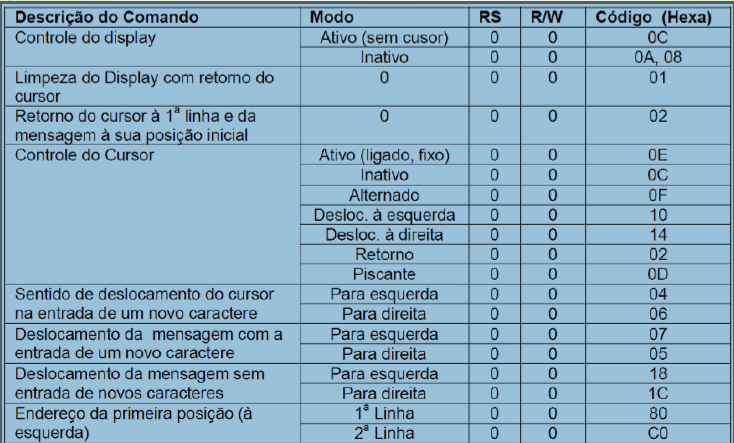 Descrição do Comando Modo RS R/W Código (Hexa)
Controle do display Ativo (sem cusor) 0 0 0C
Inativo 0 0 0A, 08
Limpeza do Display com retorno do 0 0 0 01
cursor
Retorno do cursor à 1ª linha e da 0 0 0 02
mensagem à sua posição inicial
Controle do Cursor Ativo (ligado, fixo) 0 0 0E
Inativo 0 0 0C
Alternado 0 0 0F
Desloc. à esquerda 0 0 10
Desloc. à direita 0 0 14
Retorno 0 0 02
Piscante 0 0 0D
Sentido de deslocamento do cursor Para esquerda 0 0 04
na entrada de um novo caractere Para direita 0 0 06
Deslocamento da mensagem com a Para esquerda 0 0 07
entrada de um novo caractere Para direita 0 0 05
Deslocamento da mensagem sem Para esquerda 0 0 18
entrada de novos caracteres Para direita 0 0 1C
Endereço da primeira posição (à 1ª Linha 0 0 80
esquerda) 2ª Linha 0 0 C0